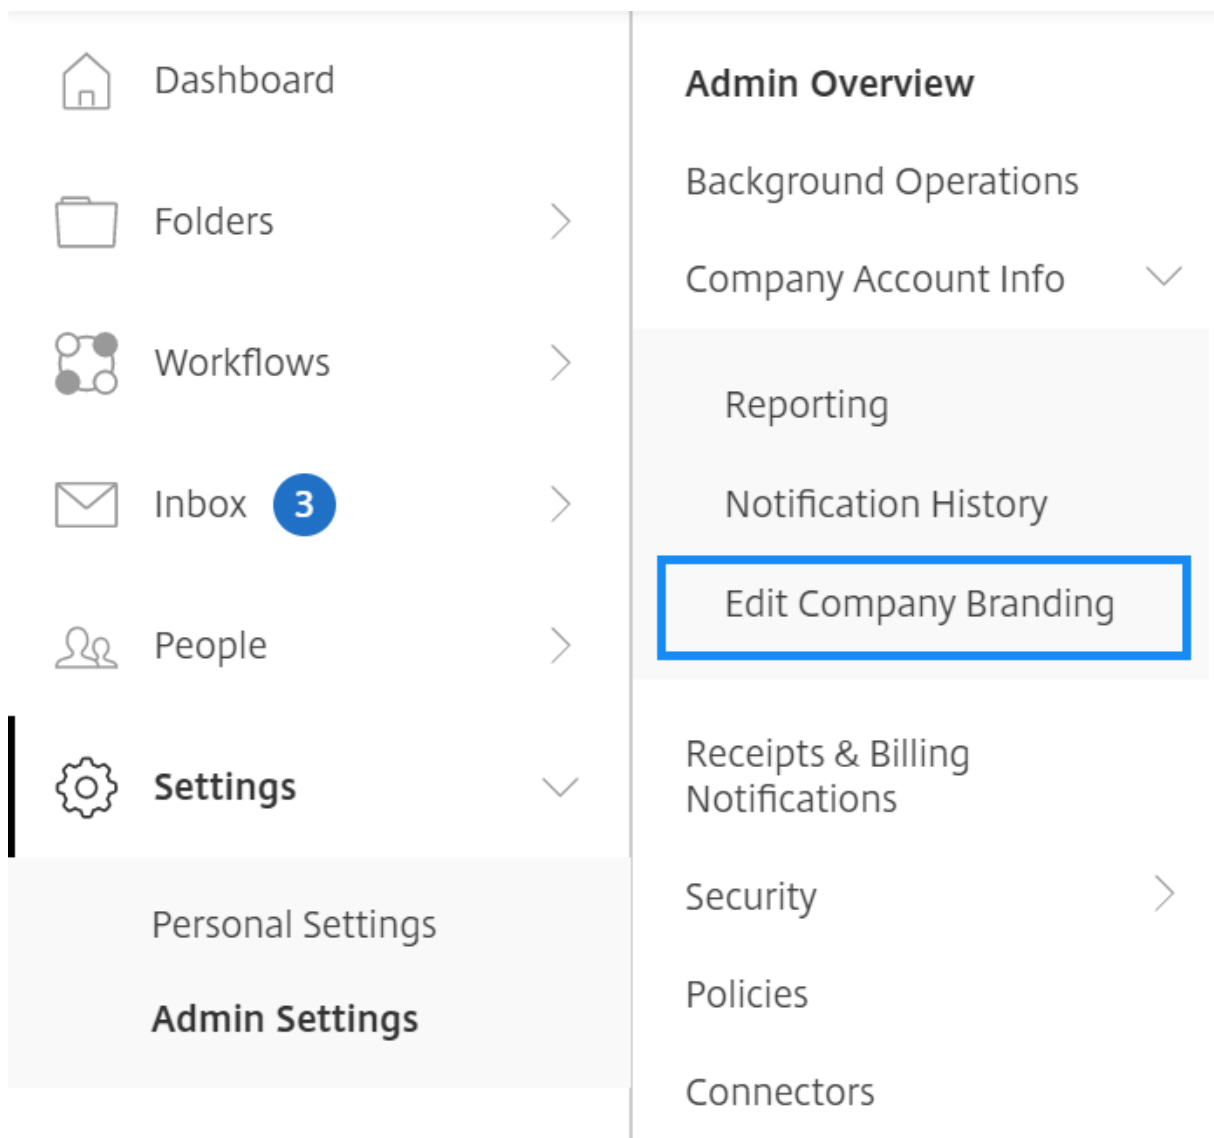 Dashboard
Folders
Workflows
Inbox 3
People
Settings
Personal Settings
Admin Settings
Admin Overview
Background Operations
Company Account Info
Reporting
Notification History
Edit Company Branding
Receipts & Billing
Notifications
Security
Policies
Connectors